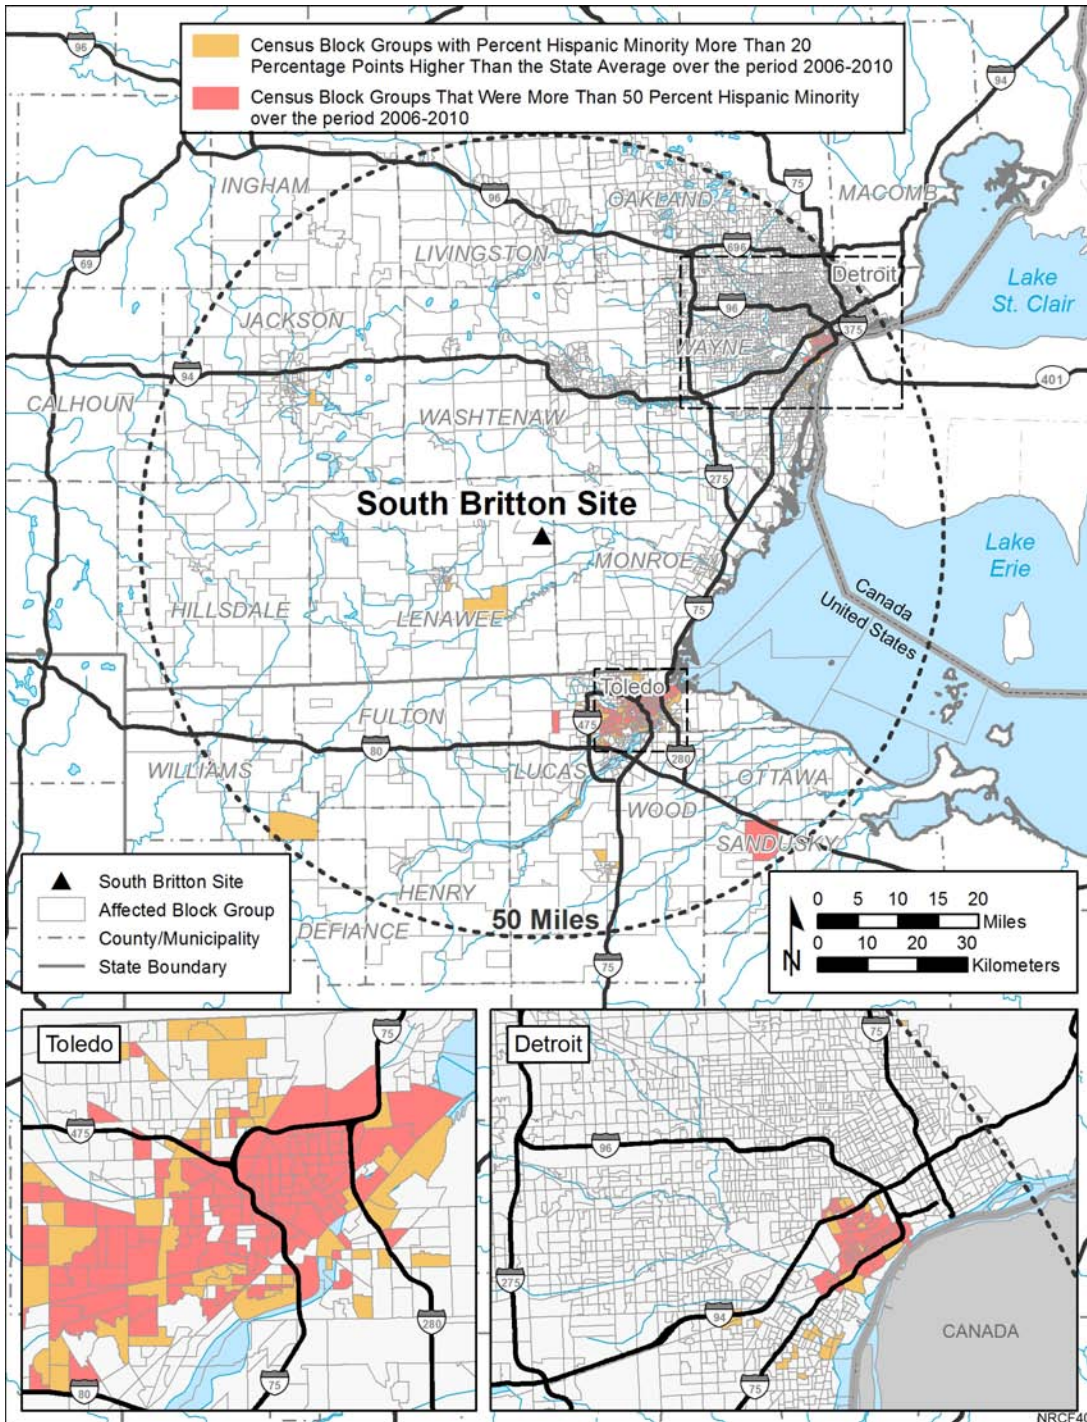 Census Block Groups with Percent Hispanic Minority More Than 20
Percentage Points Higher Than the State Average over the period 2006-2010
Census Block Groups That Were More Than 50 Percent Hispanic Minority
over the period 2006-2010
96
94
INGHAM
75
MACOMB
OAKLAND
96
LIVINGSTON
696
69
Detroit
Lake
St. Clair
96
JACKSON
375
WAYNE
94
401
CALHOUN
WASHTENAW
275
South Britton Site
Lake
Erie
MONROE
Canada
United States
HILLSDALE
LENAWEE
75
Toledo
FULTON
475
80
280
WILLIAMS
LUCAS
OTTAWA
WOOD
SANDUSKY
HENRY
50 Miles
DEFIANCE
75
South Britton Site
Affected Block Group
County/Municipality
State Boundary
0 5 10 15 20
Miles
0 10 20 30
Kilometers
N
Toledo
75
475
280
75
80
Detroit
75
96
275
94
75
CANADA